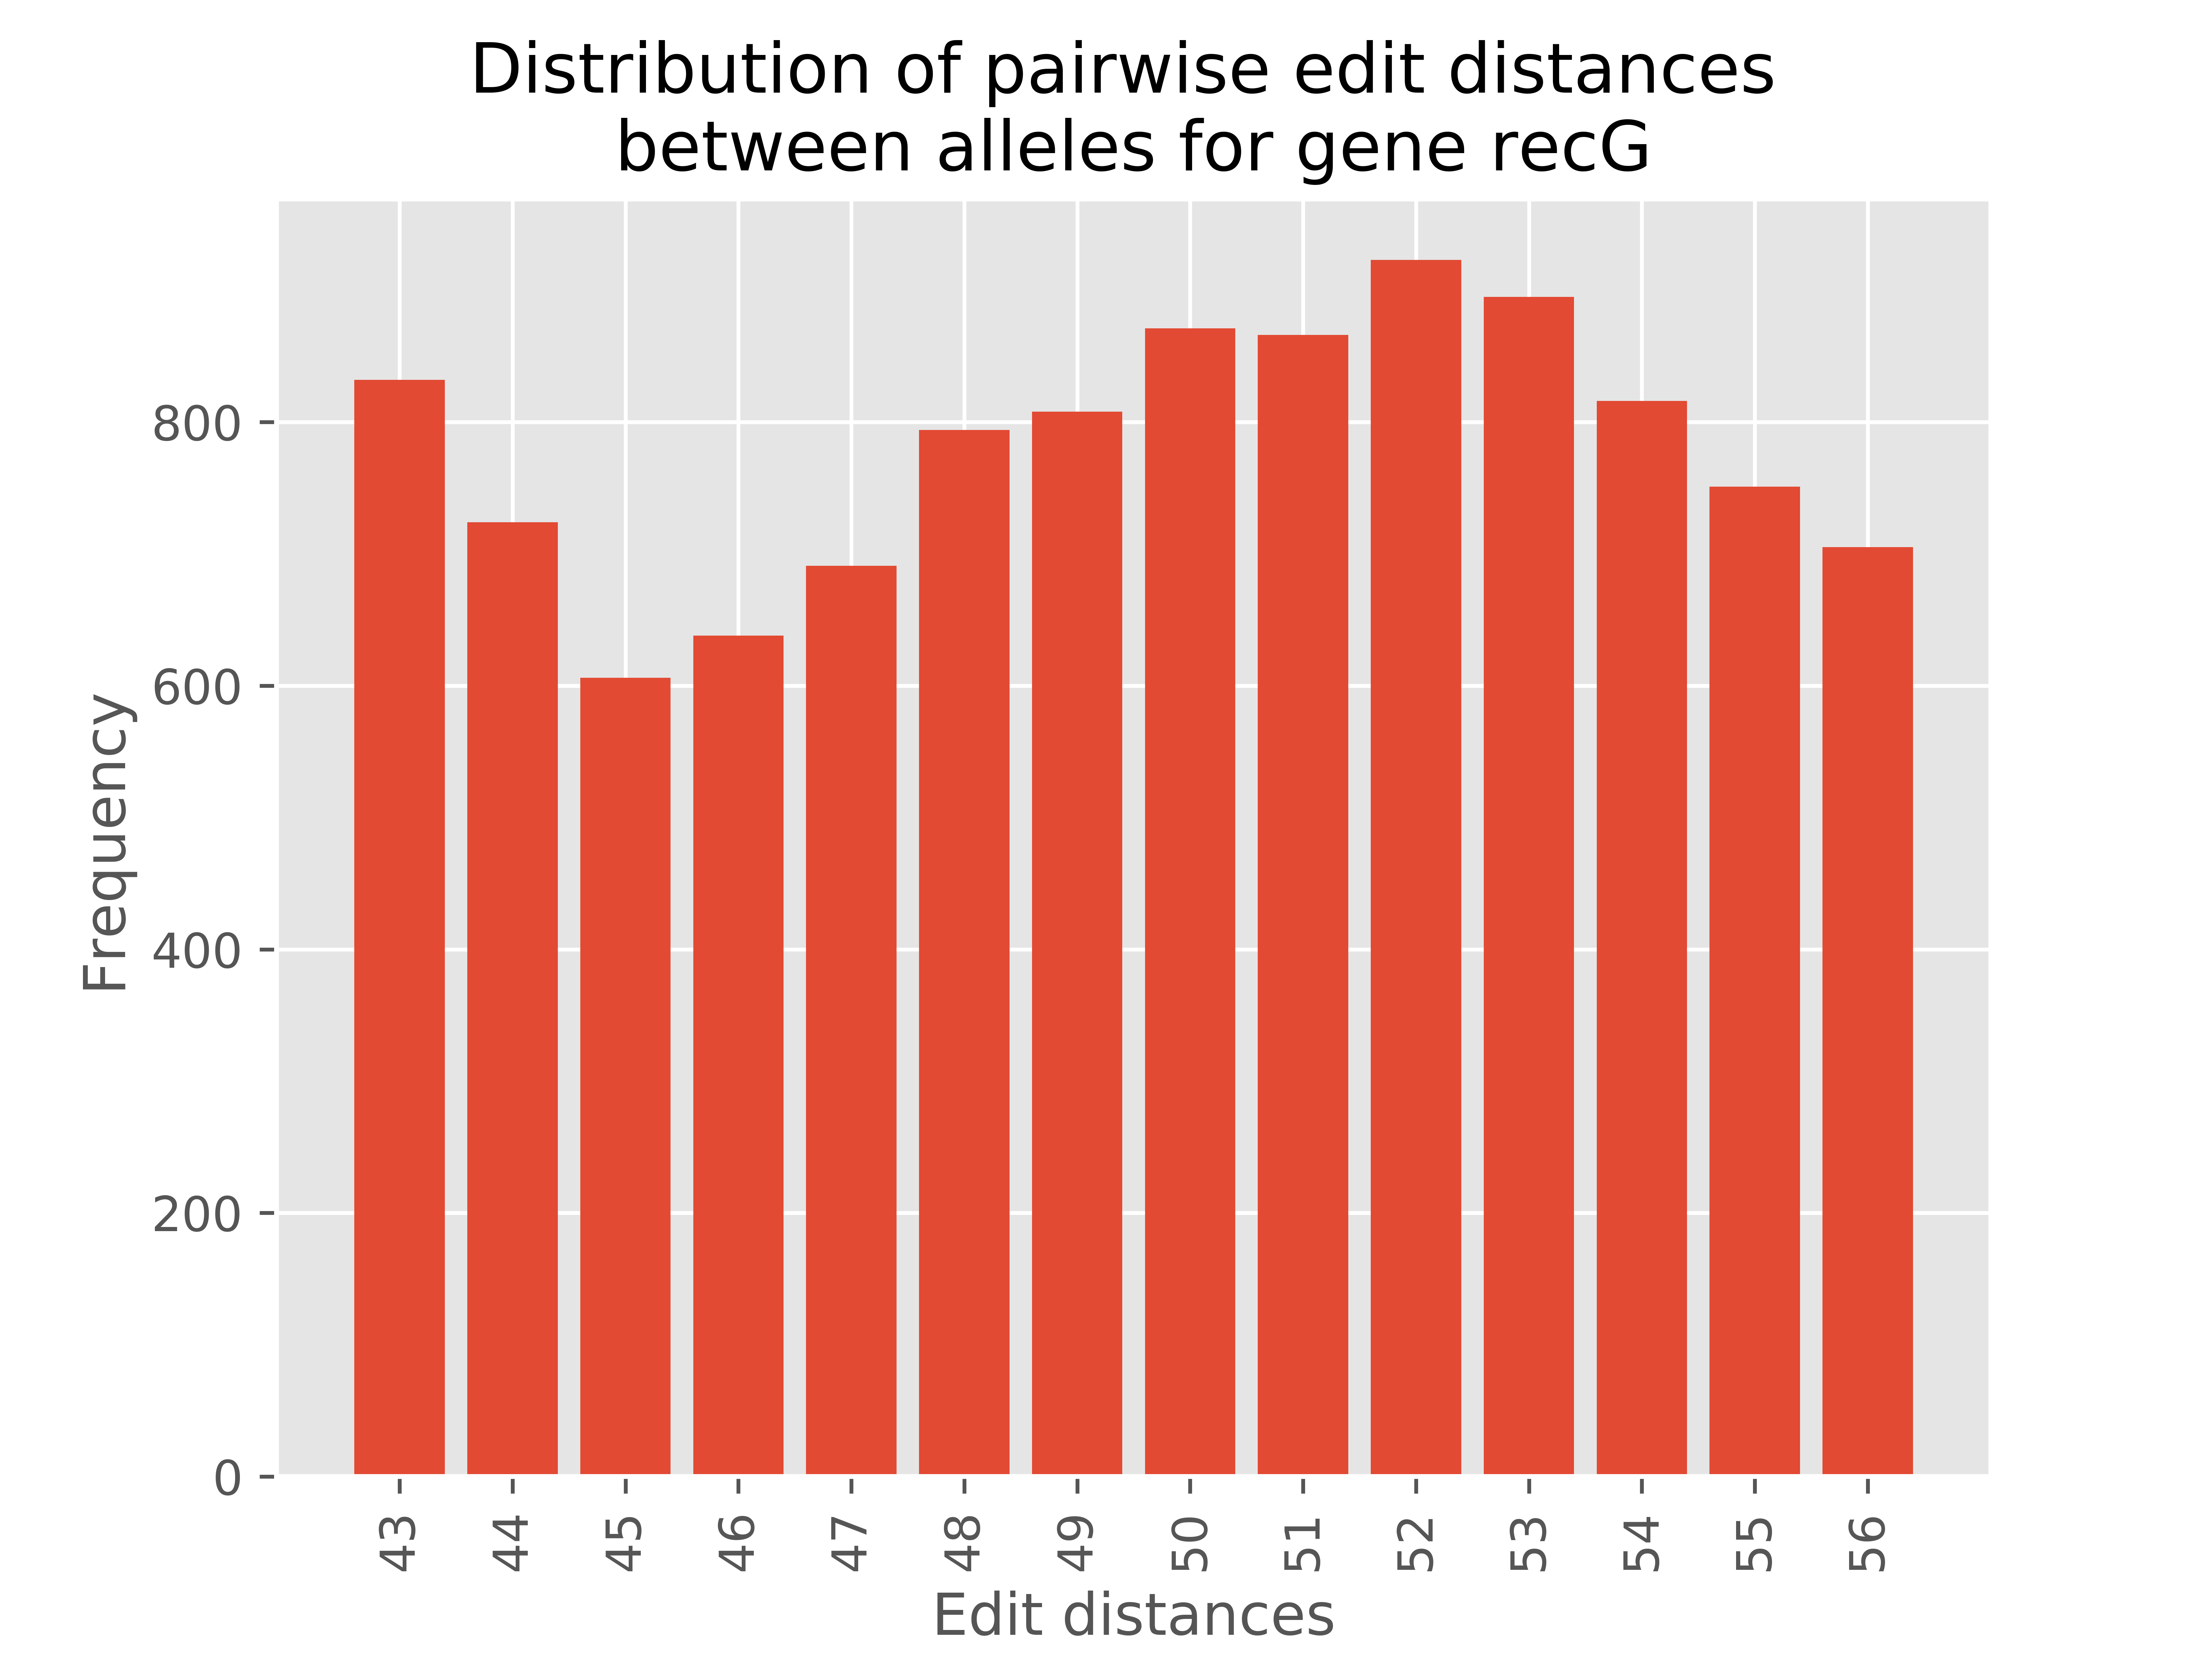 Distribution of pairwise edit distances
between alleles for gene recG
Frequency
800
600
400
200
0
43 44 45 46 47 48 49 50 51 52 53 54 55 56
Edit distances